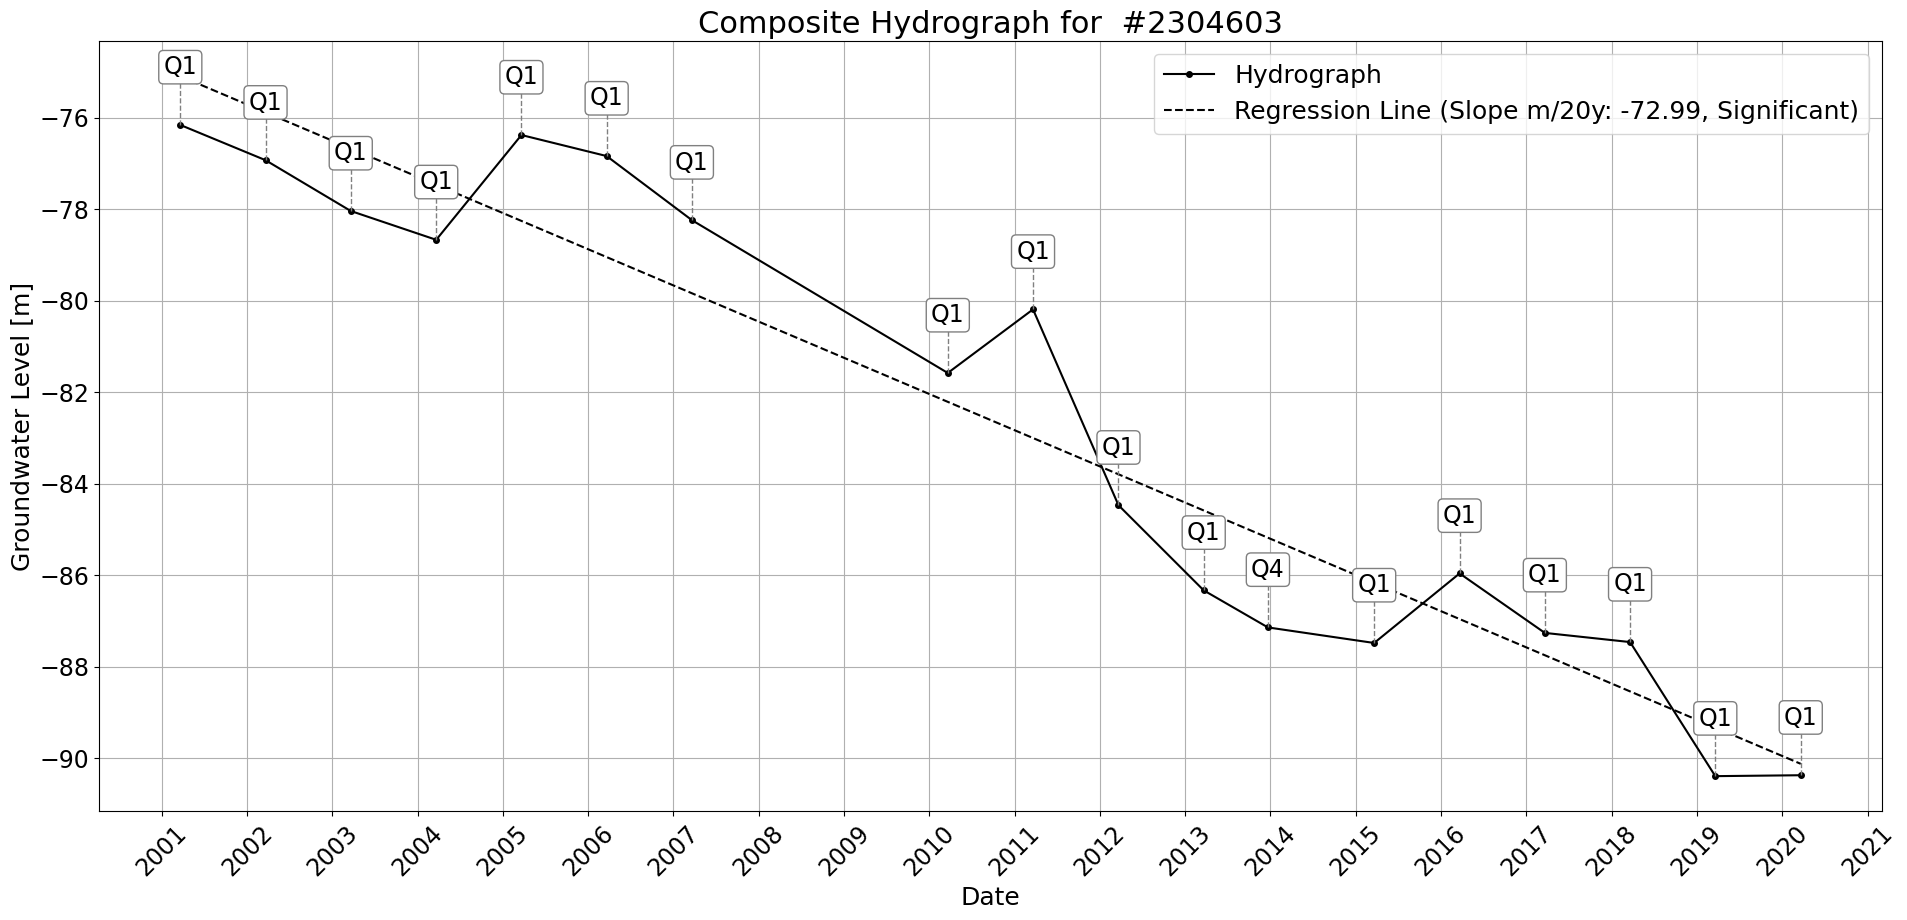 Composite Hydrograph for  #2304603
Hydrograph
Regression Line (Slope m/20y: -72.99, Significant)
Groundwater Level [m]
−76
−78
−80
−82
−84
−86
−88
−90
Q1
Q1
Q1
Q1
Q1
Q1
Q1
Q1
Q1
Q1
Q1
Q4
Q1
Q1
Q1
Q1
Q1
Q1
2001
2002
2003
2004
2005
2006
2007
2008
2009
2010
2011
2012
2013
2014
2015
2016
2017
2018
2019
2020
2021
Date